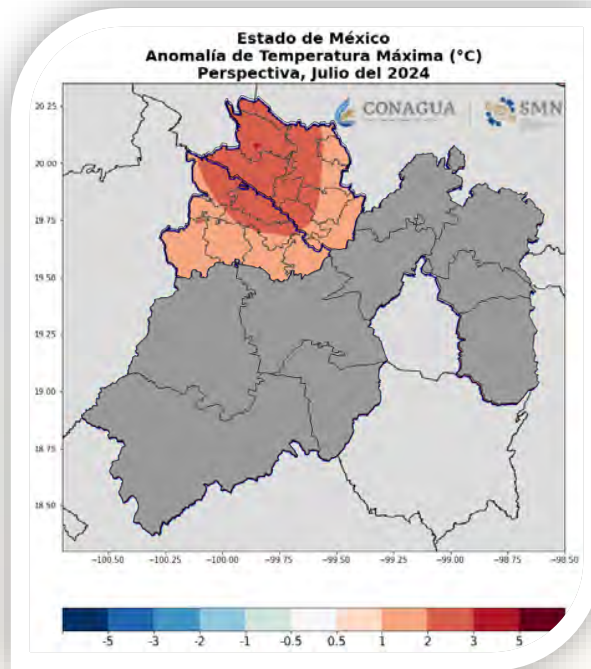 Estado de México
Anomalía de Temperatura Máxima (°C)
Perspectiva, Julio del 2024
CONAGUA
SMN
20.25
20.00
19.75
19.50
19.25
19.00
18.75
18.50
−100.50 −100.25 −100.00 −99.75 −99.50 −99.25 −99.00 −98.75 −98.50
-5 -3 -2 -1 -0.5 0.5 1 2 3 5